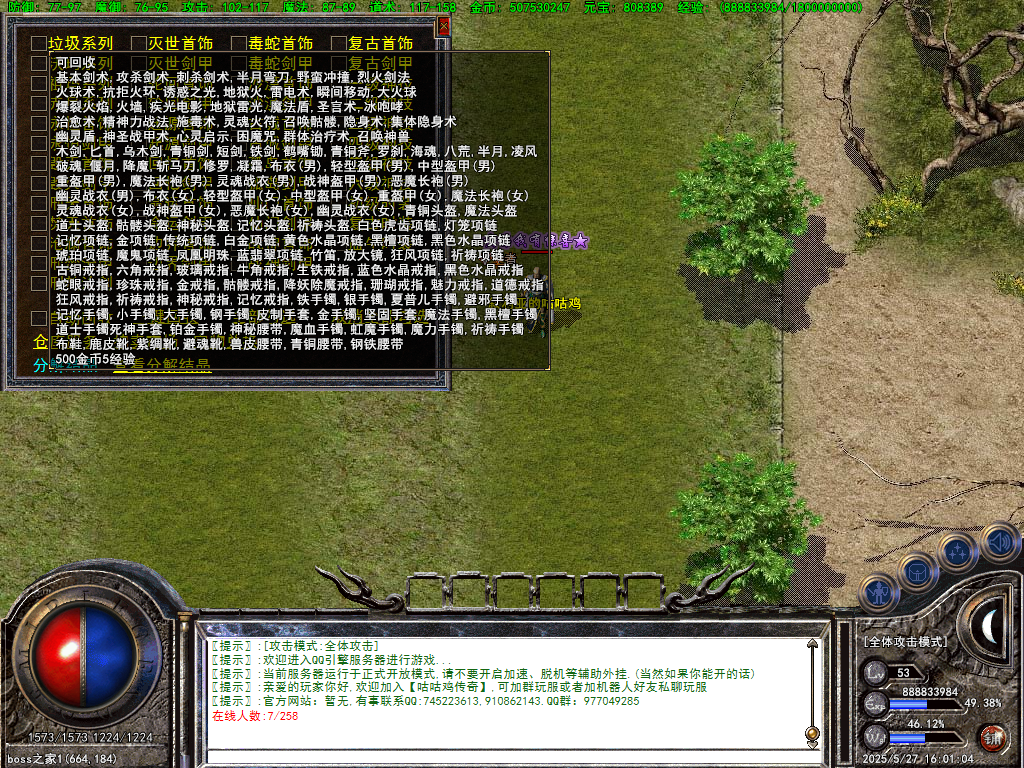 防御: 77-97 魔御: 76-95 攻击: 102-117 魔法: 87-89 道术: 117-158 金币: 507530247 元宝: 808389 经验 (888833984/1800000000)
垃圾系列 灭世首饰 毒蛇首饰 复古首饰
可回收
基本剑术,攻杀剑术,刺杀剑术,半月弯刀,野蛮冲撞,烈火剑法
火球术,抗拒火环,诱惑之光,地狱火,雷电术,瞬间移动,大火球
爆裂火焰,火墙,疾光电影,地狱雷光,魔法盾,圣言术,冰咆哮
治愈术,精神力战法,施毒术,灵魂火符,召唤骷髅,隐身术,集体隐身术
幽灵盾,神圣战甲术,心灵启示,困魔咒,群体治疗术,召唤神兽
木剑,匕首,乌木剑,青铜剑,短剑,铁剑,鹤嘴锄,青铜斧,罗刹,海魂,八荒,半月,凌风
破魂,偃月,降魔,斩马刀,修罗,凝霜,布衣(男),轻型盔甲(男),中型盔甲(男)
重盔甲(男),魔法长袍(男),灵魂战衣(男),战神盔甲(男),恶魔长袍(男)
幽灵战衣(男),布衣(女),轻型盔甲(女),中型盔甲(女),重盔甲(女),魔法长袍(女)
灵魂战衣(女),战神盔甲(女),恶魔长袍(女),幽灵战衣(女),青铜头盔,魔法头盔
道士头盔,骷髅头盔,神秘头盔,记忆头盔,祈祷头盔,白色虎齿项链,灯笼项链
记忆项链,金项链,传统项链,白金项链,黄色水晶项链,黑檀项链,黑色水晶项链
琥珀项链,魔鬼项链,凤凰明珠,蓝翡翠项链,竹笛,放大镜,狂风项链,祈祷项链
古铜戒指,六角戒指,玻璃戒指,牛角戒指,生铁戒指,蓝色水晶戒指,黑色水晶戒指
蛇眼戒指,珍珠戒指,金戒指,骷髅戒指,降妖除魔戒指,珊瑚戒指,魅力戒指,道德戒指
狂风戒指,祈祷戒指,神秘戒指,记忆戒指,铁手镯,银手镯,夏普儿手镯,避邪手镯
记忆手镯,小手镯,大手镯,钢手镯,皮制手套,金手镯,坚固手套,魔法手镯,黑檀手镯
道士手镯死神手套,铂金手镯,神秘腰带,魔血手镯,虹魔手镯,魔力手镯,祈祷手镯
布鞋,鹿皮靴,紫绸靴,避魂靴,兽皮腰带,青铜腰带,钢铁腰带
500金币5经验
咕咕鸡
〖提示〗:[攻击模式:全体攻击]
〖提示〗:欢迎进入QQ引擎服务器进行游戏...
〖提示〗:当前服务器运行于正式开放模式,请不要开启加速、脱机等辅助外挂.(当然如果你能开的话)
〖提示〗:亲爱的玩家你好,欢迎加入【咕咕鸡传奇】,可加群玩服或者加机器人好友私聊玩服
〖提示〗:官方网站: 暂无,有事联系QQ:745223613,910862143,QQ群: 977049285
在线人数:7/258
[全体攻击模式]
Lv 53
888833984
Exp 49.38%
46.12%
W
1573/1573 1224/1224
boss之家1(664,184)
2025/5/27 16:01:04